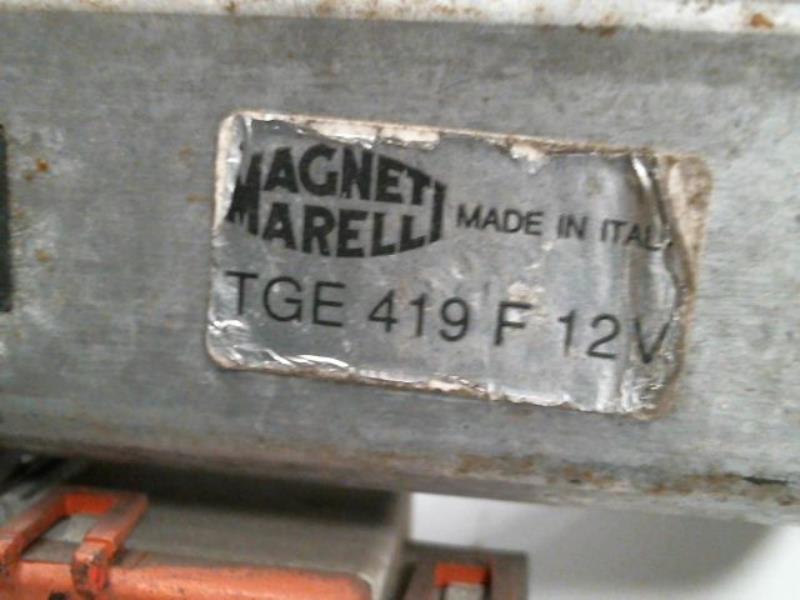 MAGNETI
MARELLI
MADE IN ITAL
TGE 419 F 12V